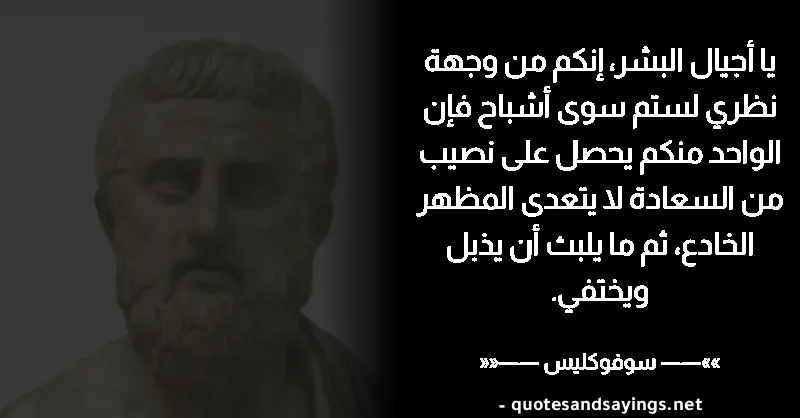 يا أجيال البشر، إنكم من وجهة
نظري لستم سوى أشباح فإن
الواحد منكم يحصل على نصيب
من السعادة لا يتعدى المظهر
الخادع، ثم ما يلبث أن يذبل
ويختفي.
»»—— سوفوكليس ——««
- quotesandsayings.net